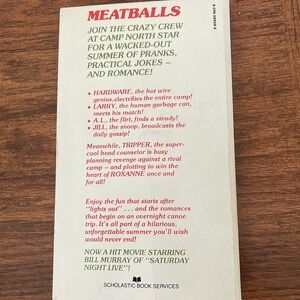 MEATBALLS
JOIN THE CRAZY CREW
AT CAMP NORTH STAR
FOR A WACKED-OUT
SUMMER OF PRANKS,
PRACTICAL JOKES —
AND ROMANCE!
• HARDWARE, the hot wire
genius, electrifies the entire camp!
• LARRY, the human garbage can,
meets his match!
• A.L., the flirt, finds a steady!
• JILL, the snoop, broadcasts the
daily gossip!
Meanwhile, TRIPPER, the super-
cool head counselor is busy
planning revenge against a rival
camp — and plotting to win the
heart of ROXANNE once and
for all!
Enjoy the fun that starts after
"lights out" . . . and the romances
that begin on an overnight canoe
trip. It's all part of a hilarious,
unforgettable summer you'll wish
would never end!
NOW A HIT MOVIE STARRING
BILL MURRAY OF "SATURDAY
NIGHT LIVE"!
SCHOLASTIC BOOK SERVICES